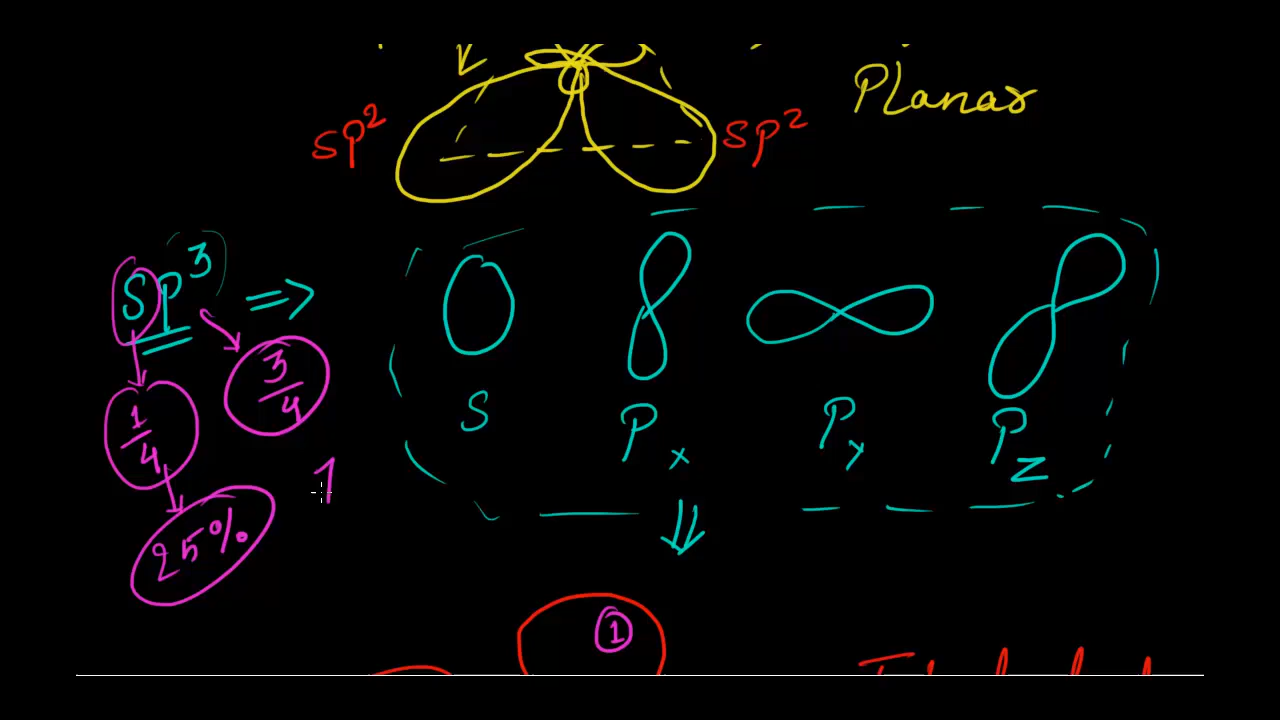 Planar
sp² sp²
sp³ ⇒
3/4
S Px Py Pz
1/4
1
25%
1